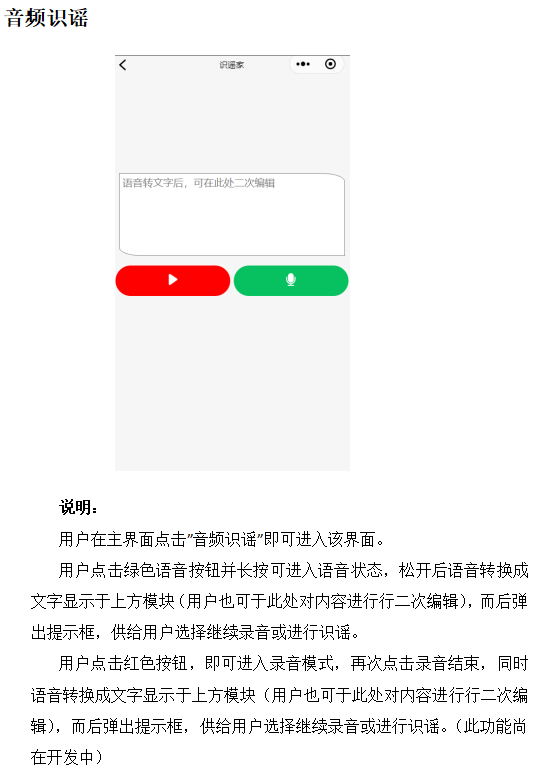 音频识谣
识谣家
语音转文字后，可在此处二次编辑
说明：
用户在主界面点击"音频识谣"即可进入该界面。
用户点击绿色语音按钮并长按可进入语音状态，松开后语音转换成
文字显示于上方模块（用户也可于此处对内容进行行二次编辑），而后弹
出提示框，供给用户选择继续录音或进行识谣。
用户点击红色按钮，即可进入录音模式，再次点击录音结束，同时
语音转换成文字显示于上方模块（用户也可于此处对内容进行行二次编
辑），而后弹出提示框，供给用户选择继续录音或进行识谣。（此功能尚
在开发中）